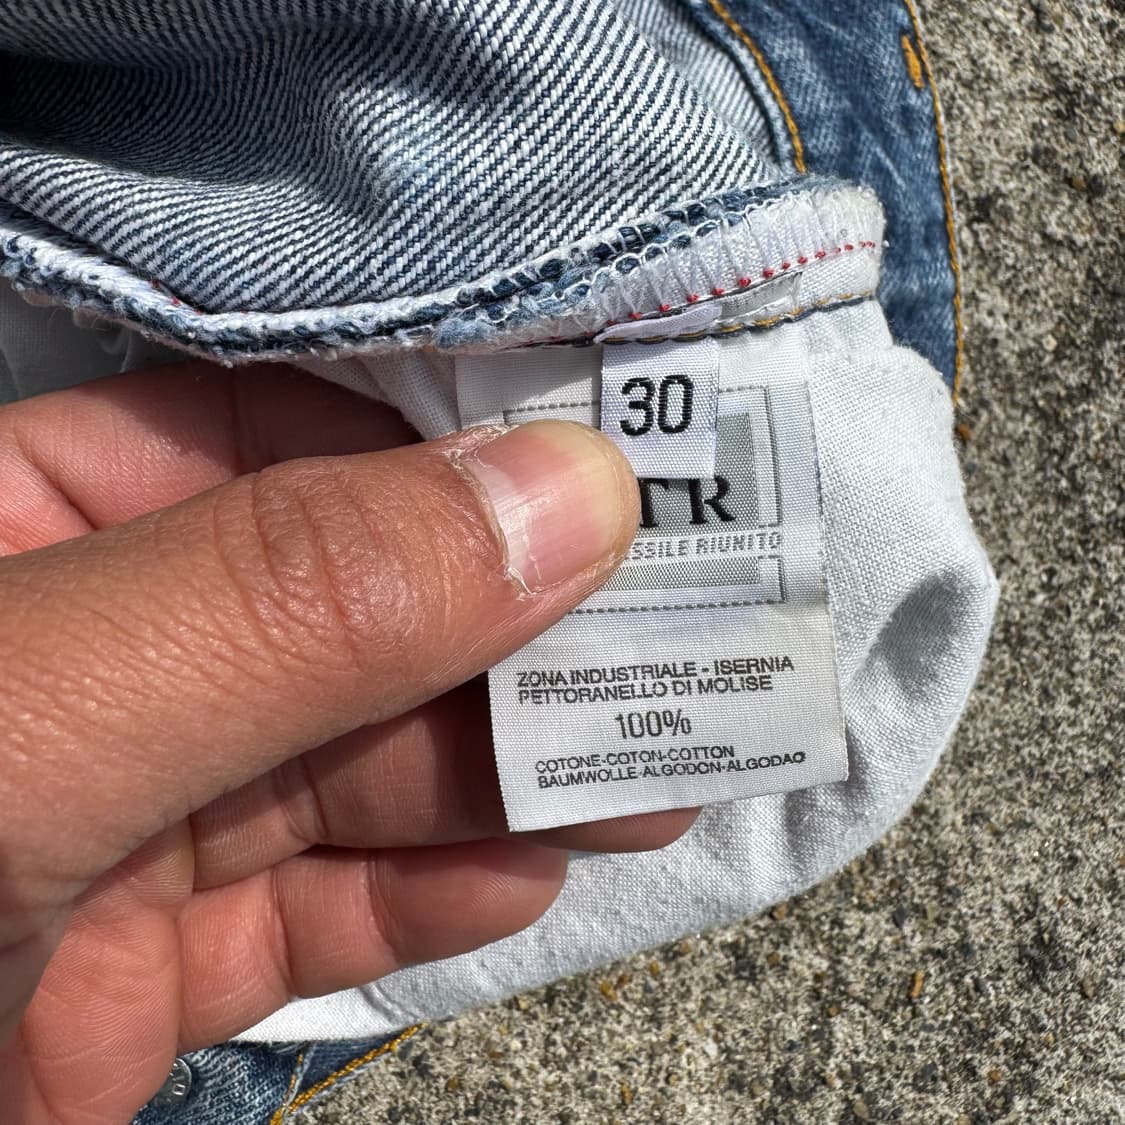 30
TR
SSILE RIUNITO
ZONA INDUSTRIALE - ISERNIA
PETTORANELLO DI MOLISE
100%
COTONE-COTON-COTTON
BAUMWOLLE-ALGODON-ALGODAO